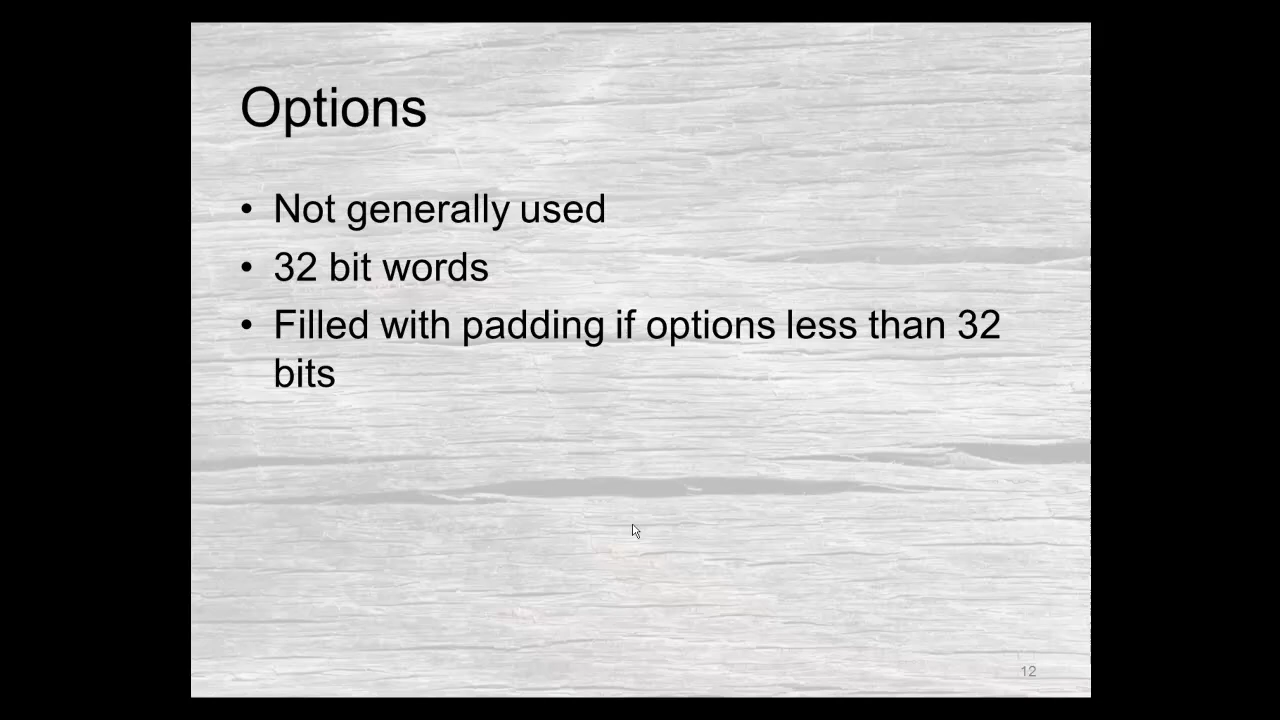 Options
• Not generally used
• 32 bit words
• Filled with padding if options less than 32
bits
12